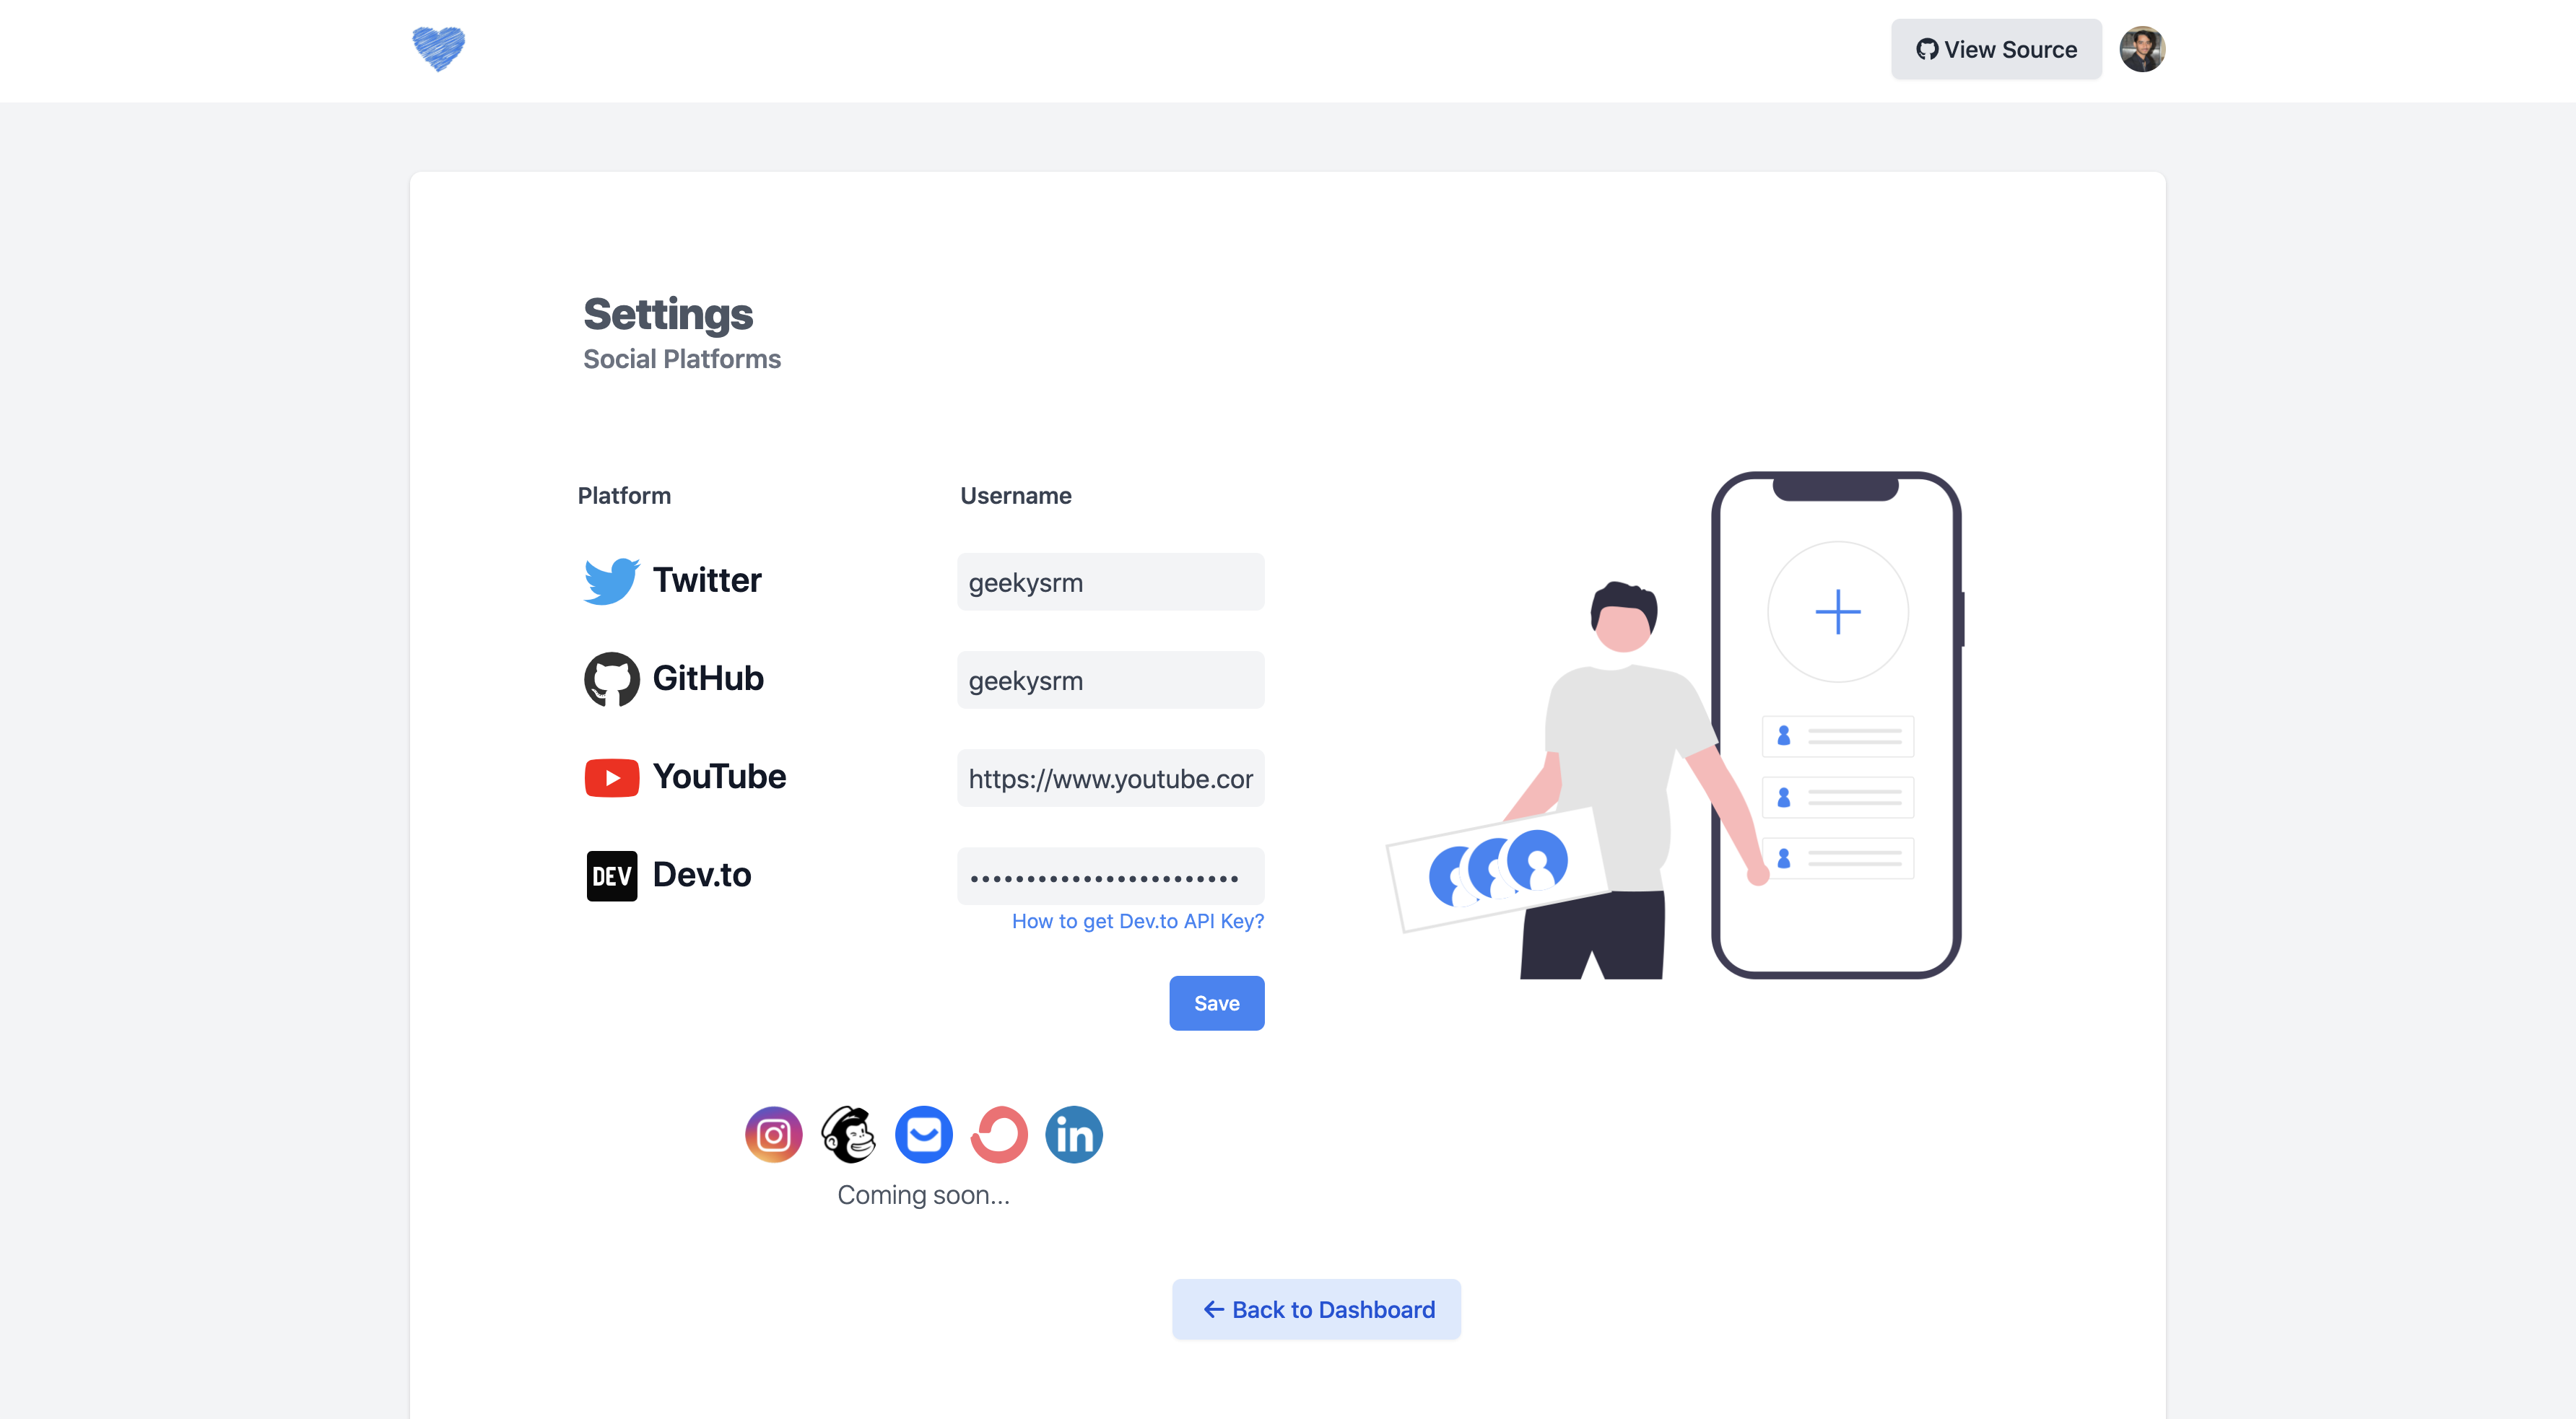 View Source
Settings
Social Platforms
Platform Username
Twitter geekysrm
GitHub geekysrm
YouTube https://www.youtube.cor
DEV Dev.to ••••••••••••••••••••••••
How to get Dev.to API Key?
Save
in
Coming soon...
← Back to Dashboard